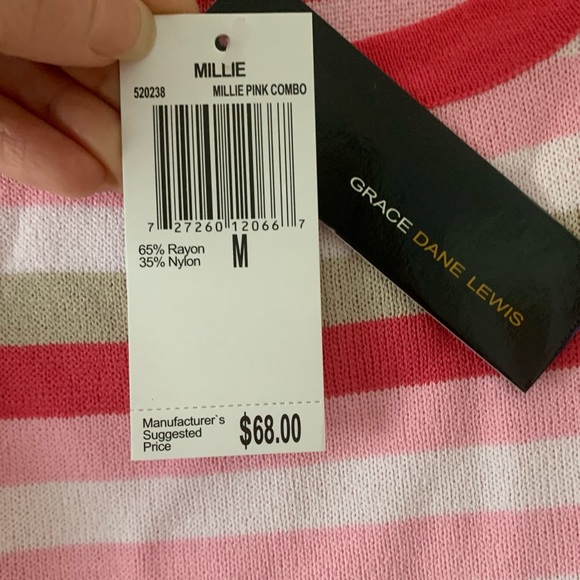 MILLIE
520238 MILLIE PINK COMBO
7 27260 12066 7
65% Rayon
35% Nylon
M
Manufacturer`s
Suggested
Price
$68.00
GRACE DANE LEWIS